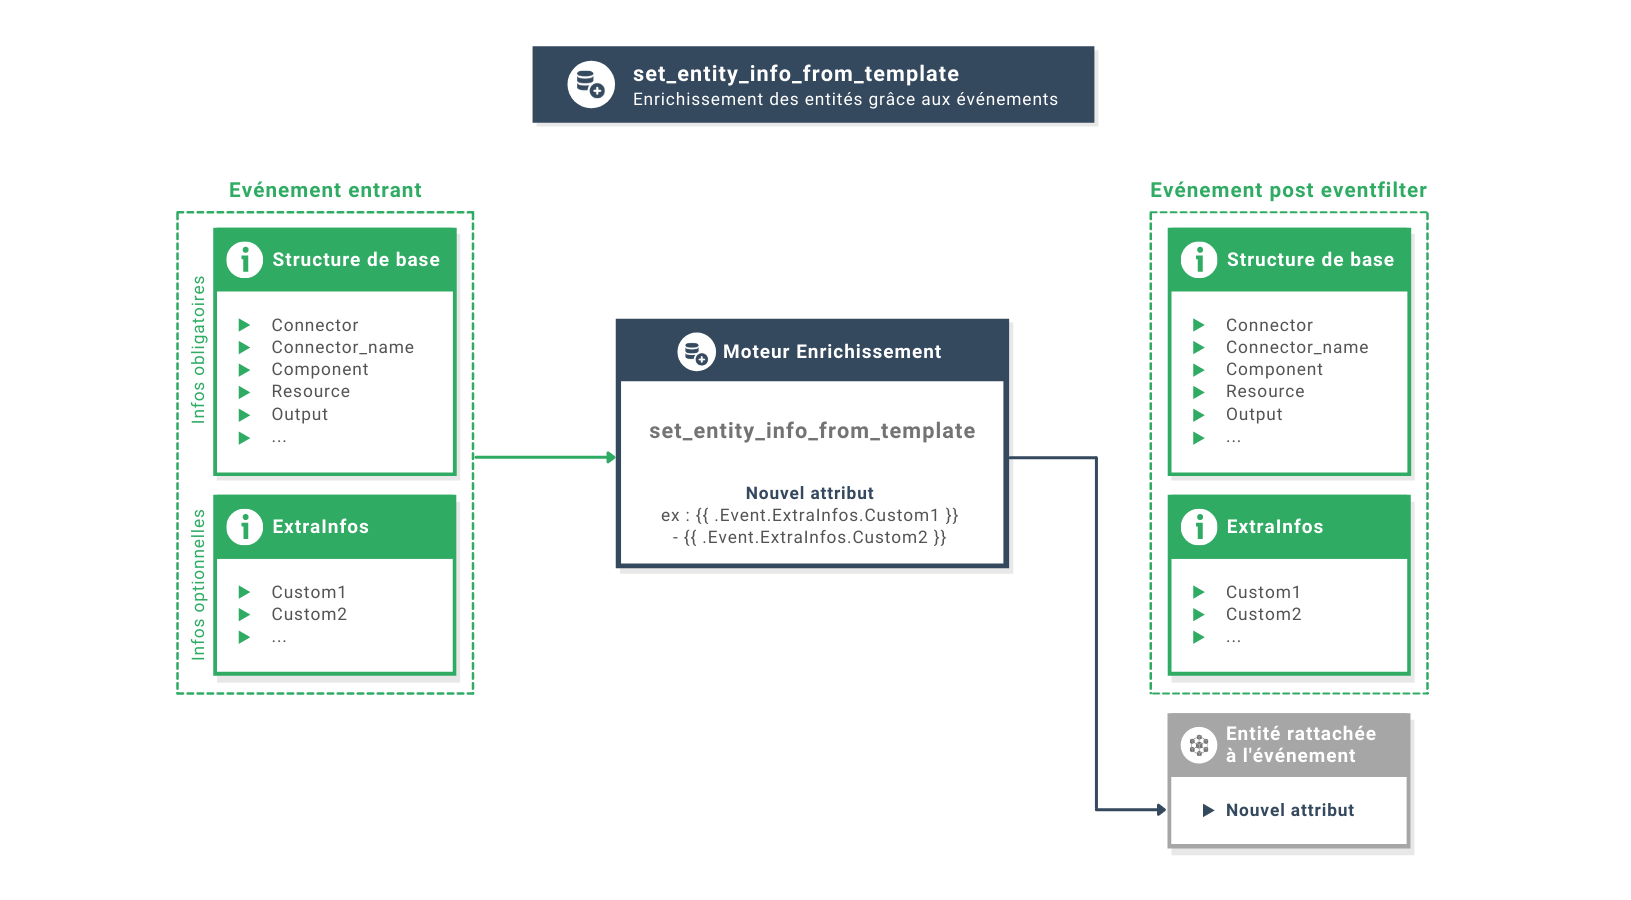 set_entity_info_from_template
Enrichissement des entités grâce aux événements
Evénement entrant
Infos obligatoires
Structure de base
Connector
Connector_name
Component
Resource
Output
...
Infos optionnelles
ExtraInfos
Custom1
Custom2
...
Moteur Enrichissement
set_entity_info_from_template
Nouvel attribut
ex : {{ .Event.ExtraInfos.Custom1 }}
- {{ .Event.ExtraInfos.Custom2 }}
Evénement post eventfilter
Structure de base
Connector
Connector_name
Component
Resource
Output
...
ExtraInfos
Custom1
Custom2
...
Entité rattachée
à l'événement
Nouvel attribut